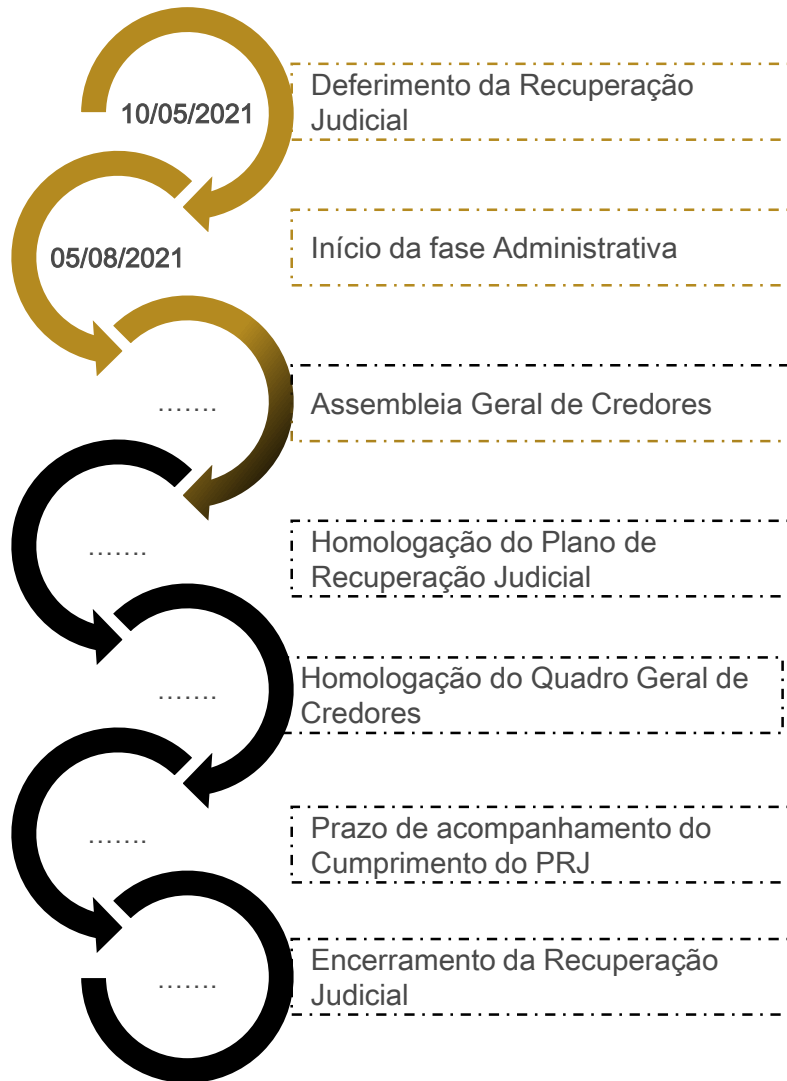 10/05/2021
Deferimento da Recuperação
Judicial
05/08/2021
Início da fase Administrativa
.......
Assembleia Geral de Credores
.......
Homologação do Plano de
Recuperação Judicial
.......
Homologação do Quadro Geral de
Credores
.......
Prazo de acompanhamento do
Cumprimento do PRJ
.......
Encerramento da Recuperação
Judicial